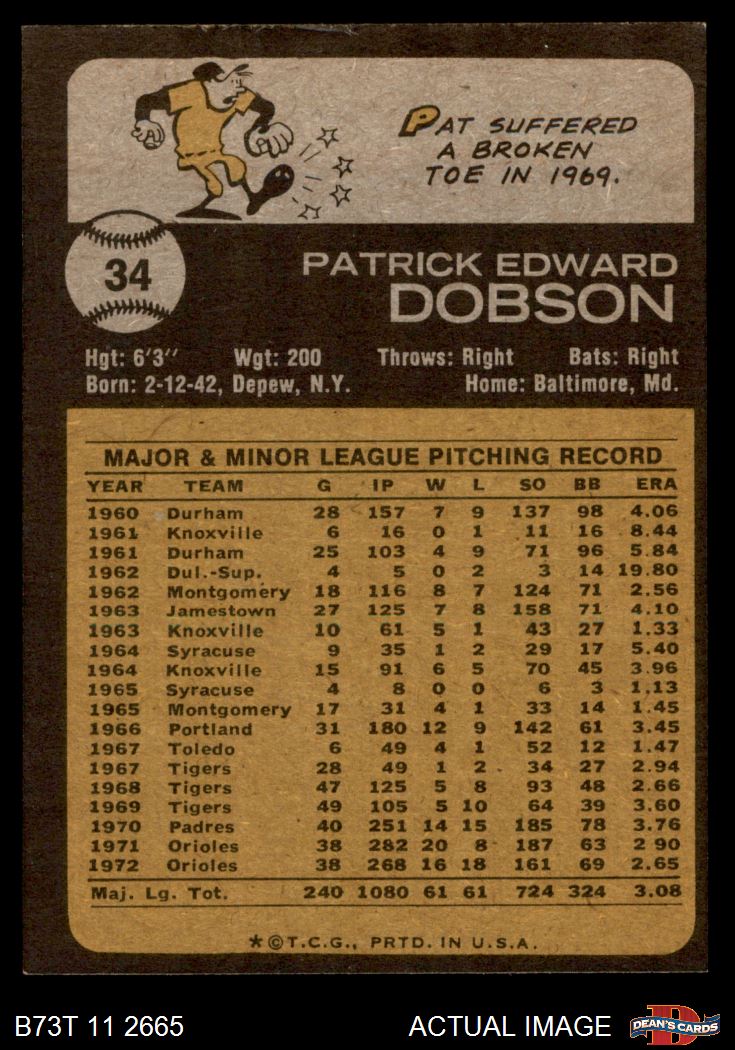 PAT SUFFERED
A BROKEN
TOE IN 1969.
34
PATRICK EDWARD
DOBSON
Hgt: 6'3" Wgt: 200 Throws: Right Bats: Right
Born: 2-12-42, Depew, N.Y. Home: Baltimore, Md.
MAJOR & MINOR LEAGUE PITCHING RECORD
YEAR TEAM G IP W L SO BB ERA
1960 Durham 28 157 7 9 137 98 4.06
1961 Knoxville 6 16 0 1 11 16 8.44
1961 Durham 25 103 4 9 71 96 5.84
1962 Dul.-Sup. 4 5 0 2 3 14 19.80
1962 Montgomery 18 116 8 7 124 71 2.56
1963 Jamestown 27 125 7 8 158 71 4.10
1963 Knoxville 10 61 5 1 43 27 1.33
1964 Syracuse 9 35 1 2 29 17 5.40
1964 Knoxville 15 91 6 5 70 45 3.96
1965 Syracuse 4 8 0 0 6 3 1.13
1965 Montgomery 17 31 4 1 33 14 1.45
1966 Portland 31 180 12 9 142 61 3.45
1967 Toledo 6 49 4 1 52 12 1.47
1967 Tigers 28 49 1 2 34 27 2.94
1968 Tigers 47 125 5 8 93 48 2.66
1969 Tigers 49 105 5 10 64 39 3.60
1970 Padres 40 251 14 15 185 78 3.76
1971 Orioles 38 282 20 8 187 63 2 90
1972 Orioles 38 268 16 18 161 69 2.65
Maj. Lg. Tot. 240 1080 61 61 724 324 3.08
*©T.C.G., PRTD. IN U.S.A.
B73T 11 2665 ACTUAL IMAGE D DEAN'S CARDS